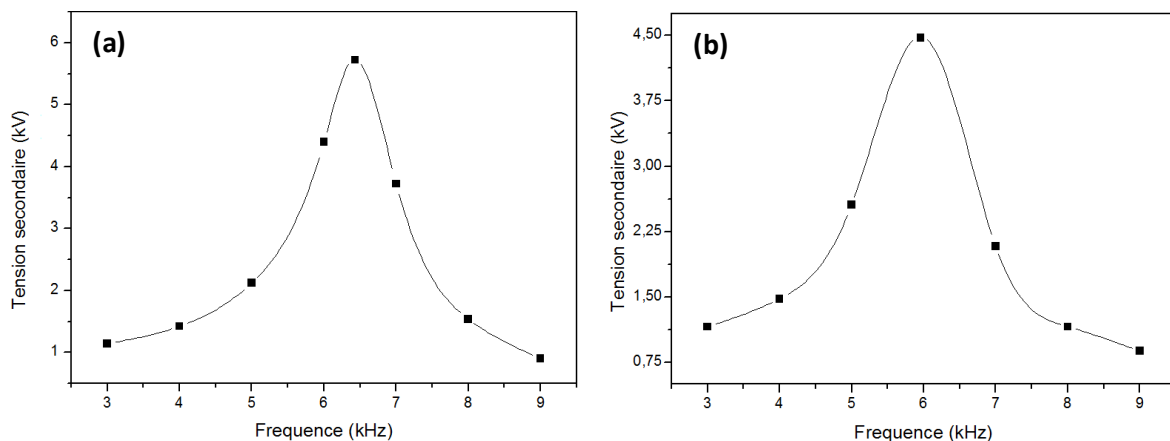 (a)
Tension secondaire (kV)
6
5
4
3
2
1
3 4 5 6 7 8 9
Frequence (kHz)
(b)
Tension secondaire (kV)
4,50
3,75
3,00
2,25
1,50
0,75
3 4 5 6 7 8 9
Frequence (kHz)